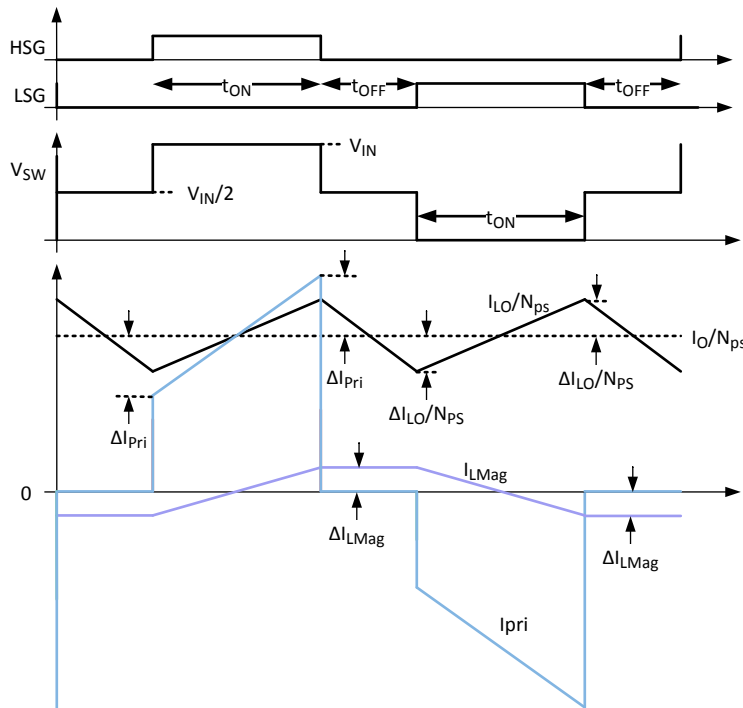 HSG
LSG
tON
tOFF
tOFF
VSW
VIN
VIN/2
tON
ILO/Nps
IO/Nps
ΔIPri
ΔIPri
ΔILO/NPS
ΔILO/NPS
ILMag
0
ΔILMag
ΔILMag
Ipri